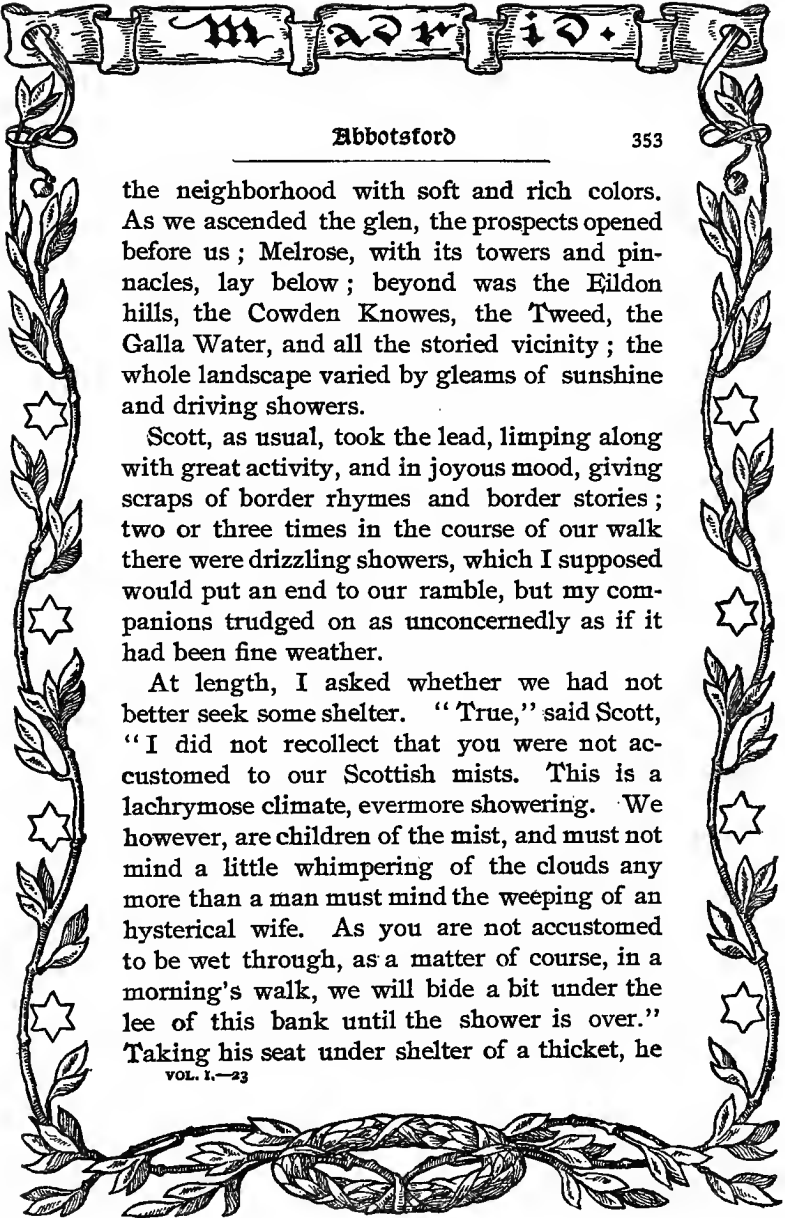 Madrid.
Abbotsford 353
the neighborhood with soft and rich colors.
As we ascended the glen, the prospects opened
before us ; Melrose, with its towers and pin-
nacles, lay below ; beyond was the Eildon
hills, the Cowden Knowes, the Tweed, the
Galla Water, and all the storied vicinity ; the
whole landscape varied by gleams of sunshine
and driving showers.
Scott, as usual, took the lead, limping along
with great activity, and in joyous mood, giving
scraps of border rhymes and border stories ;
two or three times in the course of our walk
there were drizzling showers, which I supposed
would put an end to our ramble, but my com-
panions trudged on as unconcernedly as if it
had been fine weather.
At length, I asked whether we had not
better seek some shelter. “ True,” said Scott,
“ I did not recollect that you were not ac-
customed to our Scottish mists. This is a
lachrymose climate, evermore showering. We
however, are children of the mist, and must not
mind a little whimpering of the clouds any
more than a man must mind the weeping of an
hysterical wife. As you are not accustomed
to be wet through, as a matter of course, in a
morning’s walk, we will bide a bit under the
lee of this bank until the shower is over.”
Taking his seat under shelter of a thicket, he
VOL. I.—23